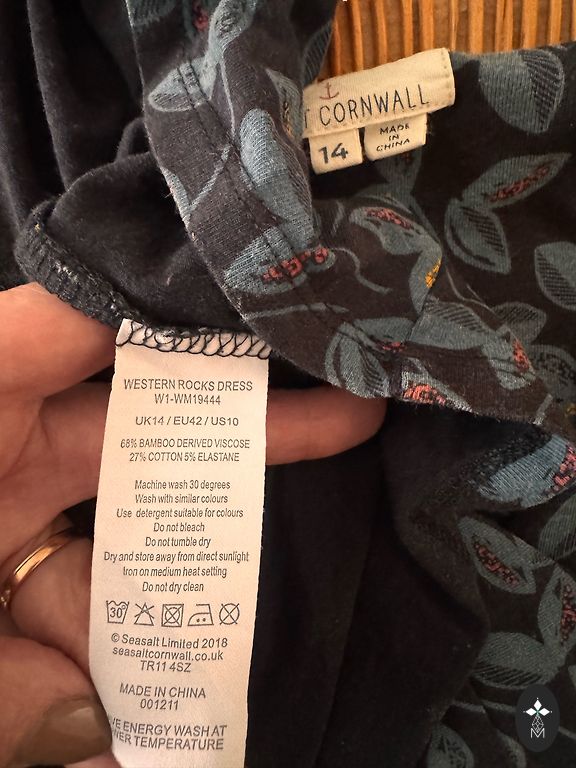 T CORNWALL
14
MADE
IN
CHINA
WESTERN ROCKS DRESS
W1-WM19444
UK14 / EU42 / US10
68% BAMBOO DERIVED VISCOSE
27% COTTON 5% ELASTANE
Machine wash 30 degrees
Wash with similar colours
Use detergent suitable for colours
Do not bleach
Do not tumble dry
Dry and store away from direct sunlight
Iron on medium heat setting
Do not dry clean
30°
© Seasalt Limited 2018
seasaltcornwall.co.uk
TR11 4SZ
MADE IN CHINA
001211
VE ENERGY WASH AT
WER TEMPERATURE
M